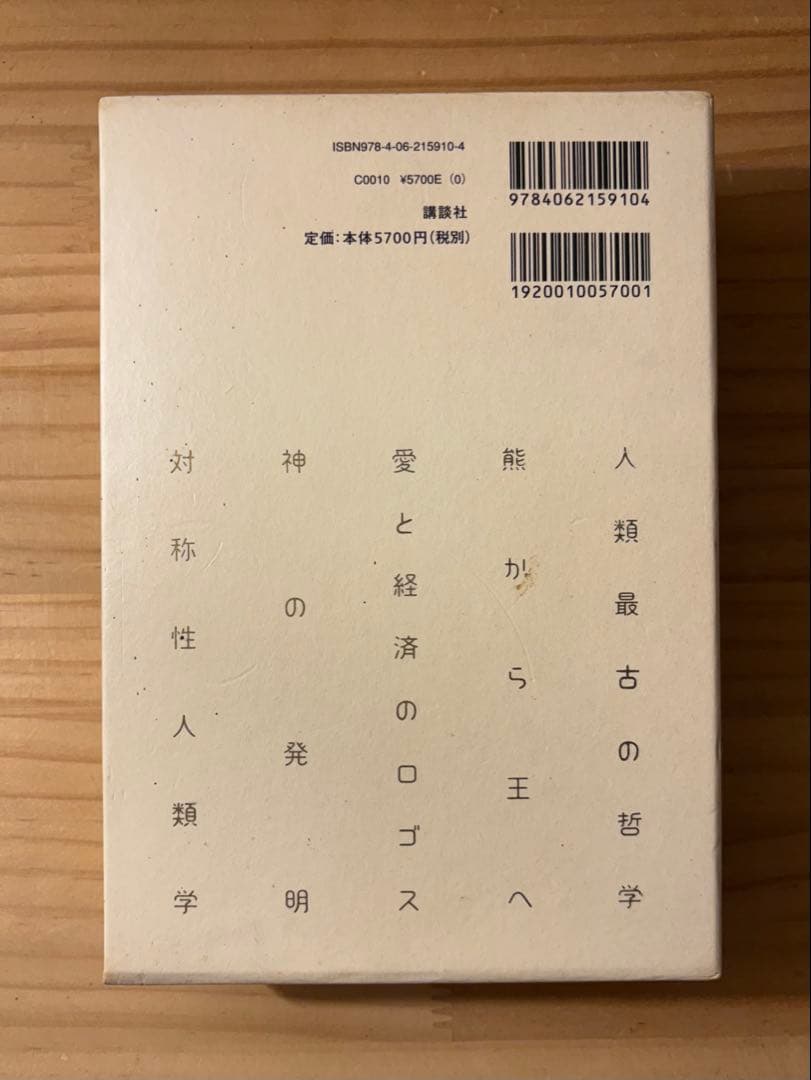 ISBN978-4-06-215910-4
C0010 ¥5700E (0)
講談社
定価:本体5700円(税別)
9784062159104
1920010057001
人類最古の哲学
熊から王へ
愛と経済のロゴス
神の発明
対称性人類学